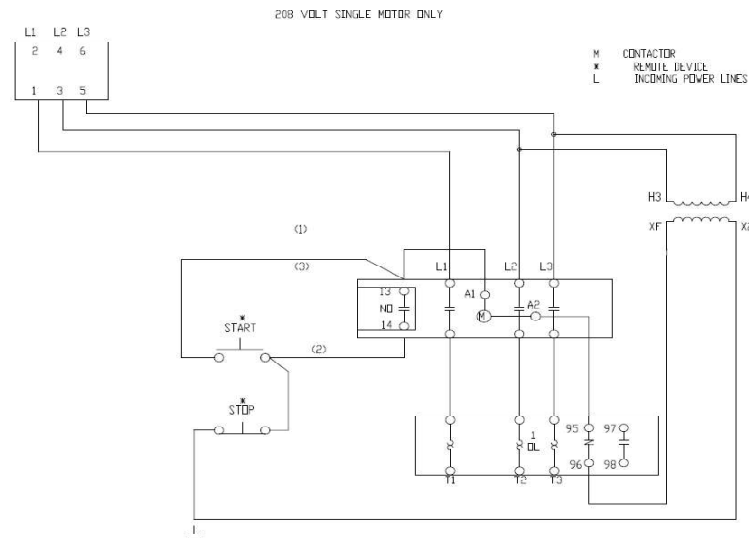 208 VOLT SINGLE MOTOR ONLY
L1 L2 L3
2 4 6
1 3 5
M CONTACTOR
* REMOTE DEVICE
L INCOMING POWER LINES
H3 H4
XF X2
(1)
(3)
L1 L2 L3
13
A1
A2
NO
M
14
*
START
(2)
*
STOP
1
OL
95 97
96 98
T1 T2 T3